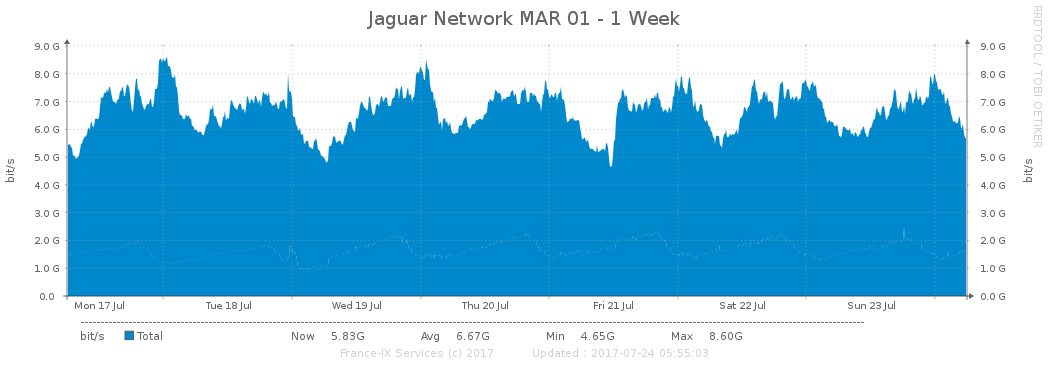 Jaguar Network MAR 01 - 1 Week
RRDTOOL / TOBI OETIKER
9.0 G 9.0 G
8.0 G 8.0 G
7.0 G 7.0 G
6.0 G 6.0 G
5.0 G 5.0 G
4.0 G 4.0 G
3.0 G 3.0 G
2.0 G 2.0 G
1.0 G 1.0 G
0.0 0.0 G
bit/s bit/s
Mon 17 Jul Tue 18 Jul Wed 19 Jul Thu 20 Jul Fri 21 Jul Sat 22 Jul Sun 23 Jul
bit/s Total Now 5.83G Avg 6.67G Min 4.65G Max 8.60G
France-IX Services (c) 2017 Updated : 2017-07-24 05:55:03